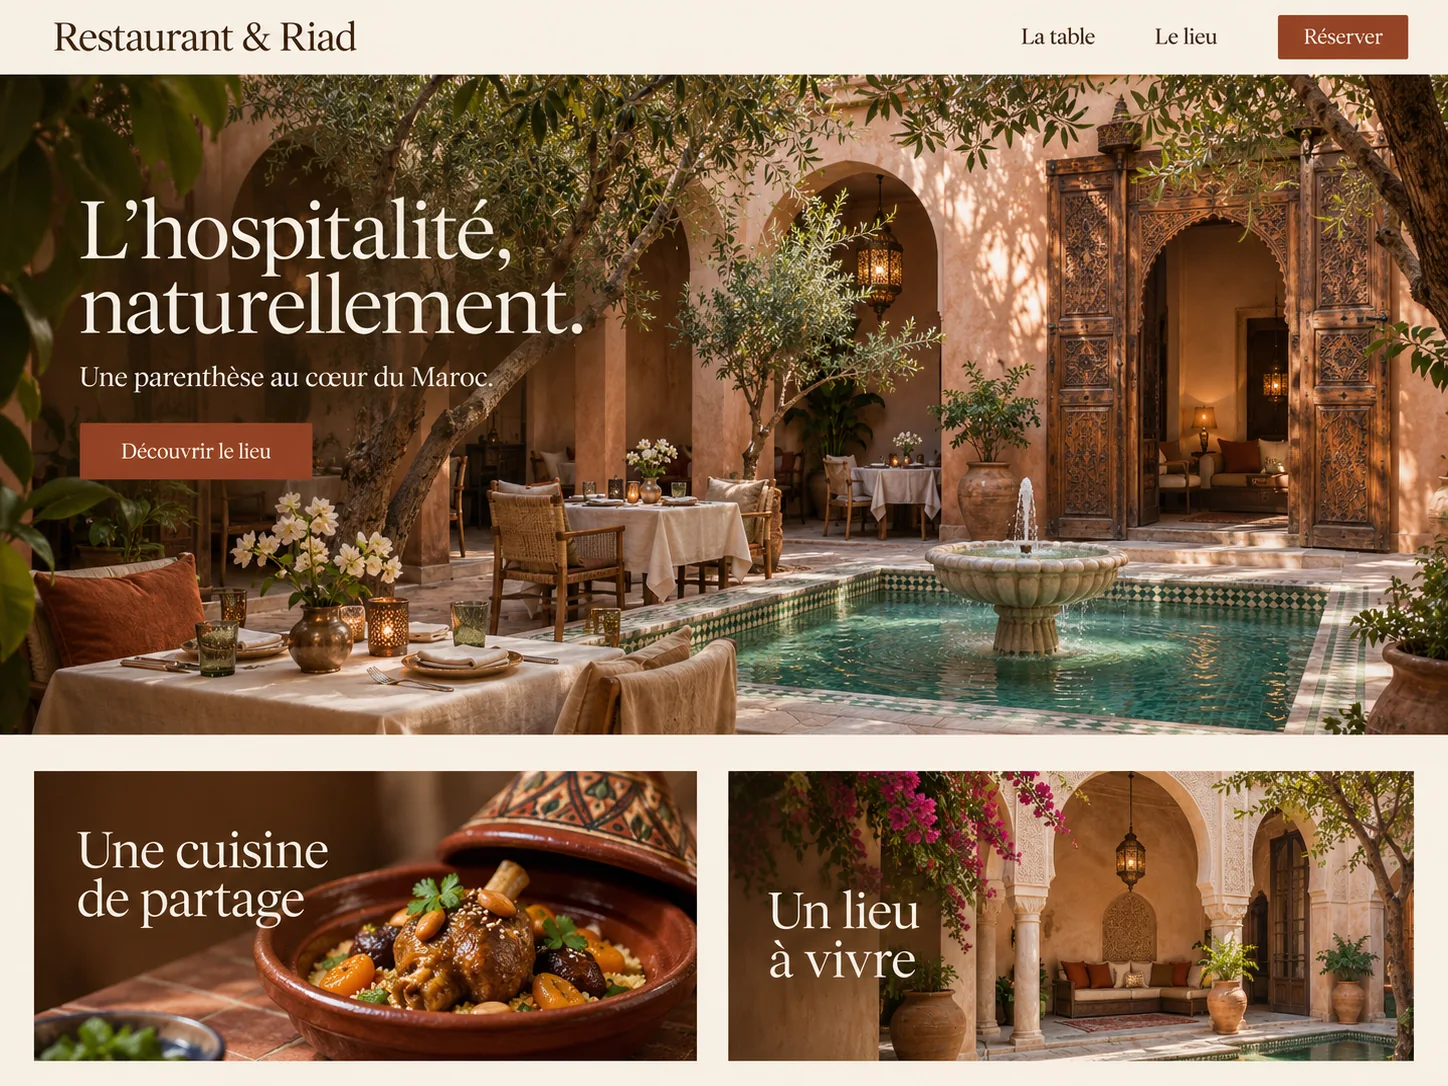 Restaurant & Riad
La table
Le lieu
Réserver
L’hospitalité,
naturellement.
Une parenthèse au cœur du Maroc.
Découvrir le lieu
Une cuisine
de partage
Un lieu
à vivre